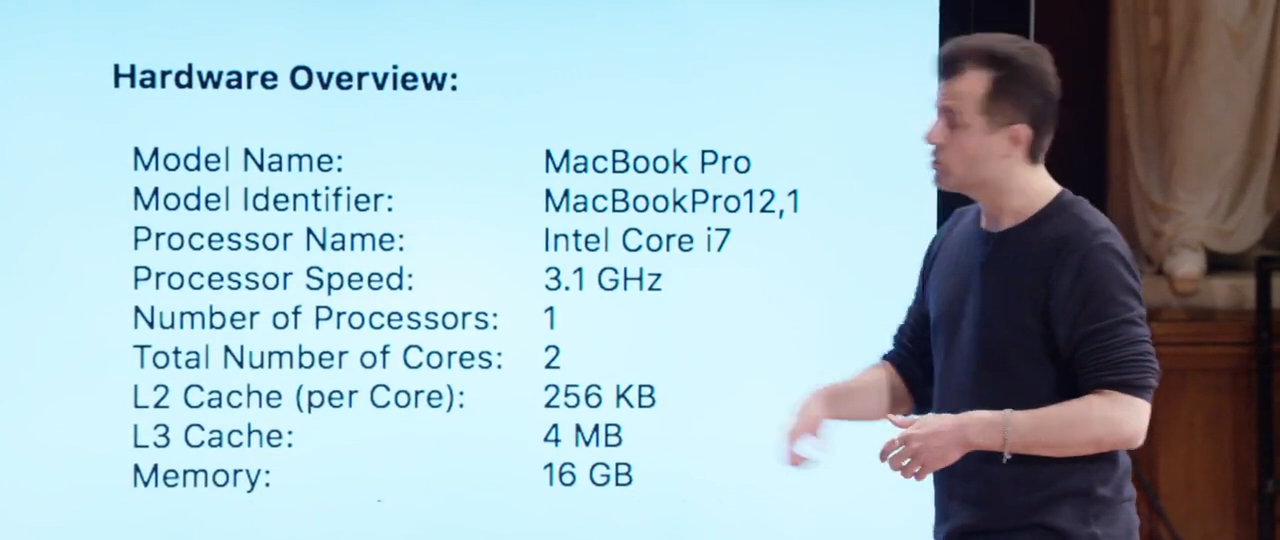 Hardware Overview:
Model Name: MacBook Pro
Model Identifier: MacBookPro12,1
Processor Name: Intel Core i7
Processor Speed: 3.1 GHz
Number of Processors: 1
Total Number of Cores: 2
L2 Cache (per Core): 256 KB
L3 Cache: 4 MB
Memory: 16 GB